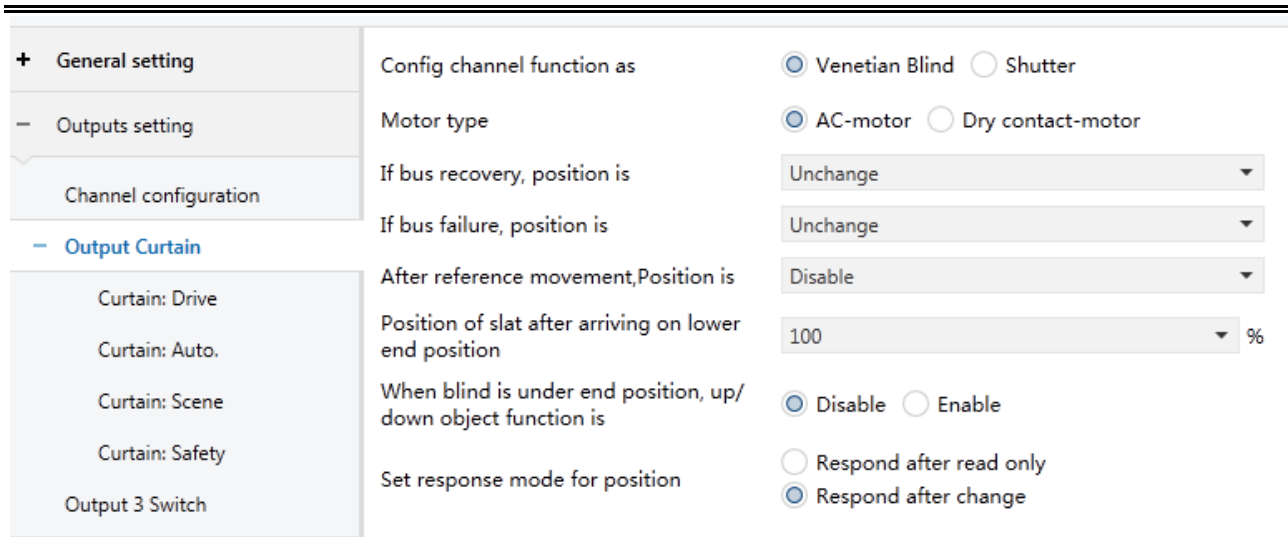 + General setting
− Outputs setting
Channel configuration
− Output Curtain
Curtain: Drive
Curtain: Auto.
Curtain: Scene
Curtain: Safety
Output 3 Switch
Config channel function as Venetian Blind Shutter
Motor type AC-motor Dry contact-motor
If bus recovery, position is Unchange
If bus failure, position is Unchange
After reference movement,Position is Disable
Position of slat after arriving on lower
end position 100 %
When blind is under end position, up/
down object function is Disable Enable
Set response mode for position
Respond after read only
Respond after change